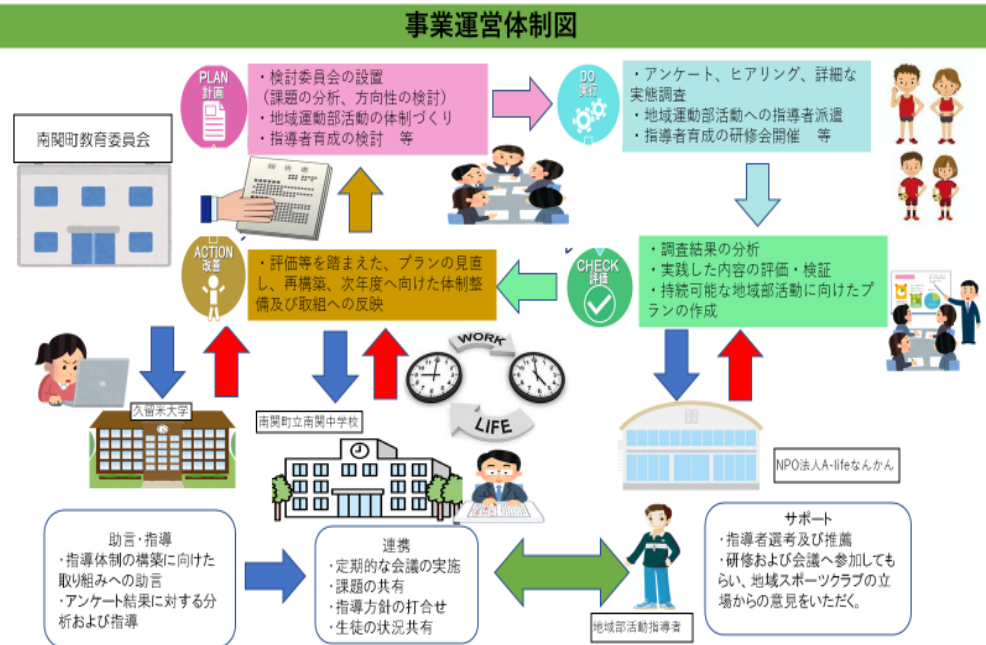 事業運営体制図
PLAN
計画
・検討委員会の設置
(課題の分析、方向性の検討)
・地域運動部活動の体制づくり
・指導者育成の検討　等
DO
実行
・アンケート、ヒアリング、詳細な
実態調査
・地域運動部活動への指導者派遣
・指導者育成の研修会開催　等
南関町教育委員会
報告書
ACTION
改善
・評価等を踏まえた、プランの見直
し、再構築、次年度へ向けた体制整
備及び取組への反映
CHECK
評価
・調査結果の分析
・実践した内容の評価・検証
・持続可能な地域部活動に向けたプ
ランの作成
WORK
LIFE
久留米大学
南関町立南関中学校
NPO法人A-lifeなんかん
助言・指導
・指導体制の構築に向けた
取り組みへの助言
・アンケート結果に対する分
析および指導
連携
・定期的な会議の実施
・課題の共有
・指導方針の打合せ
・生徒の状況共有
地域部活動指導者
サポート
・指導者選考及び推薦
・研修および会議へ参加しても
らい、地域スポーツクラブの立
場からの意見をいただく。